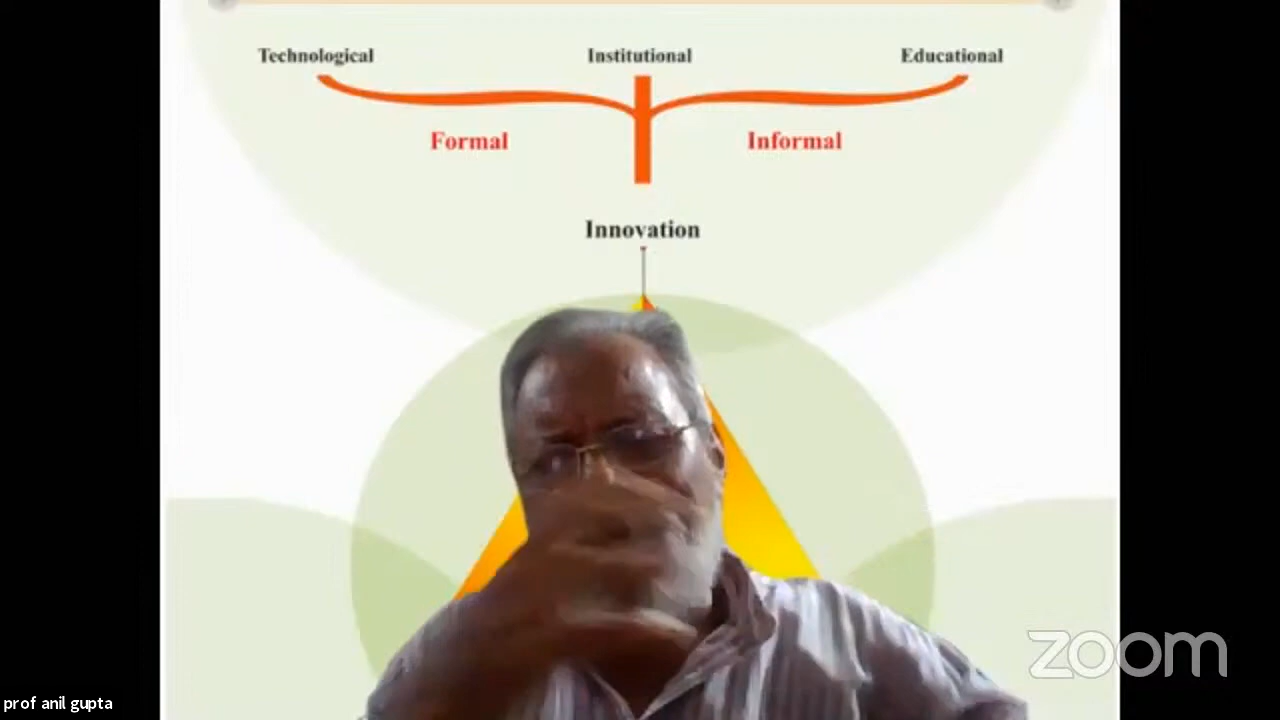 Technological Institutional Educational
Formal Informal
Innovation
zoom
prof anil gupta